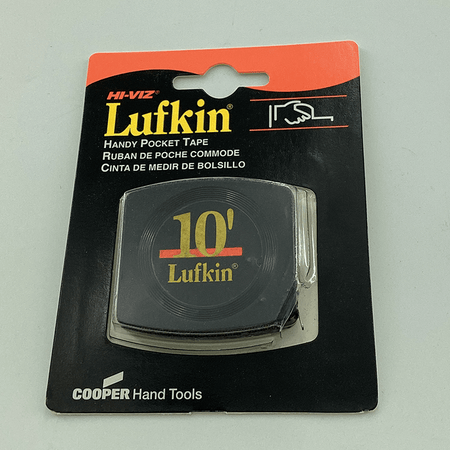 HI-VIZ®
Lufkin®
HANDY POCKET TAPE
RUBAN DE POCHE COMMODE
CINTA DE MEDIR DE BOLSILLO
10'
Lufkin®
COOPER Hand Tools